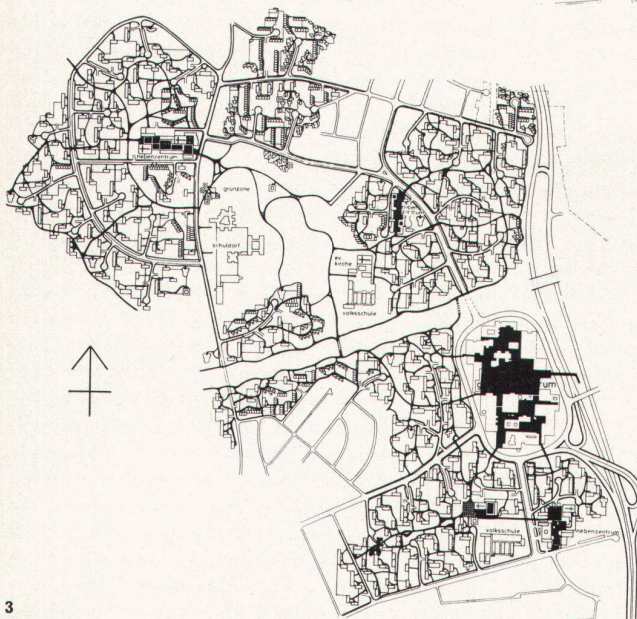 nebenzentrum
grünzone
schuldorf
ev.
kirche
volksschule
volksschule
nebenzentrum
3